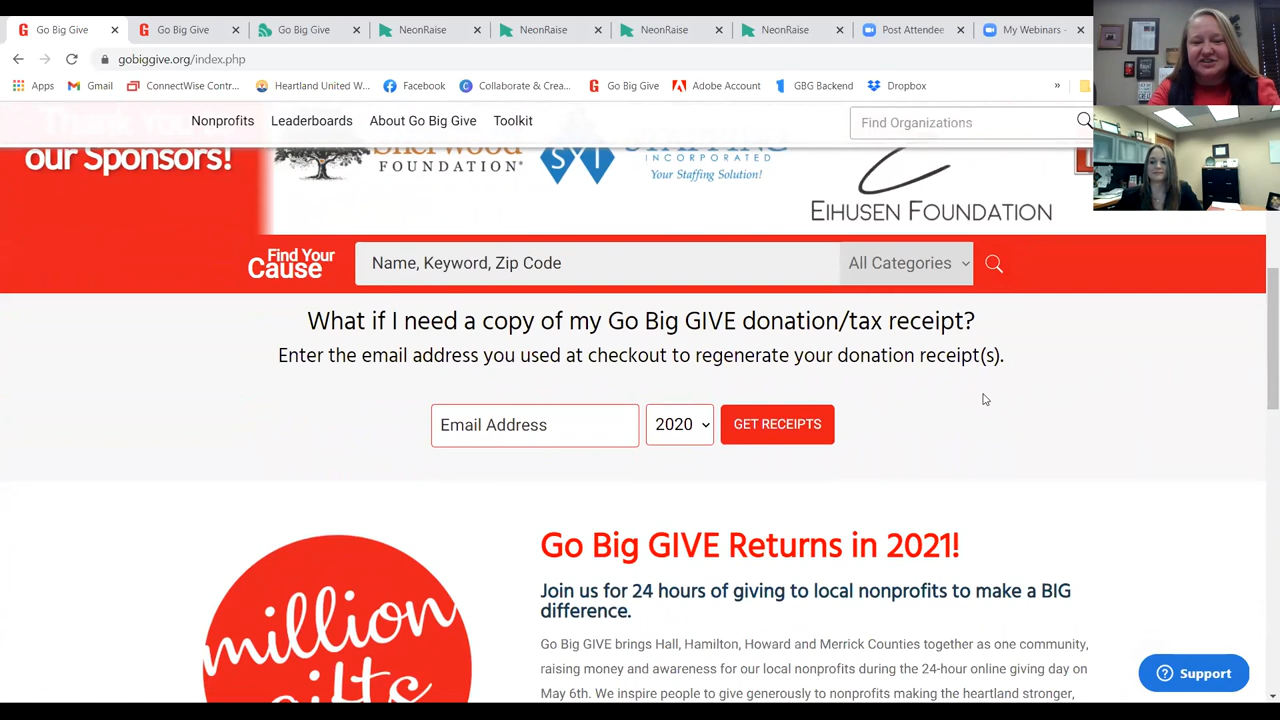 Go Big Give
Go Big Give
Go Big Give
NeonRaise
NeonRaise
NeonRaise
NeonRaise
Post Attendee
My Webinars -
gobiggive.org/index.php
Apps
Gmail
ConnectWise Contr...
Heartland United W...
Facebook
Collaborate & Crea...
Go Big Give
Adobe Account
GBG Backend
Dropbox
»
Nonprofits
Leaderboards
About Go Big Give
Toolkit
Find Organizations
Thank You
our Sponsors!
Sherwood
FOUNDATION®
SVI
STAFFING
INCORPORATED
Your Staffing Solution!
EIHUSEN FOUNDATION
Find Your
Cause
Name, Keyword, Zip Code
All Categories
What if I need a copy of my Go Big GIVE donation/tax receipt?
Enter the email address you used at checkout to regenerate your donation receipt(s).
Email Address
2020
GET RECEIPTS
million
gifts
Go Big GIVE Returns in 2021!
Join us for 24 hours of giving to local nonprofits to make a BIG
difference.
Go Big GIVE brings Hall, Hamilton, Howard and Merrick Counties together as one community,
raising money and awareness for our local nonprofits during the 24-hour online giving day on
May 6th. We inspire people to give generously to nonprofits making the heartland stronger,
Support